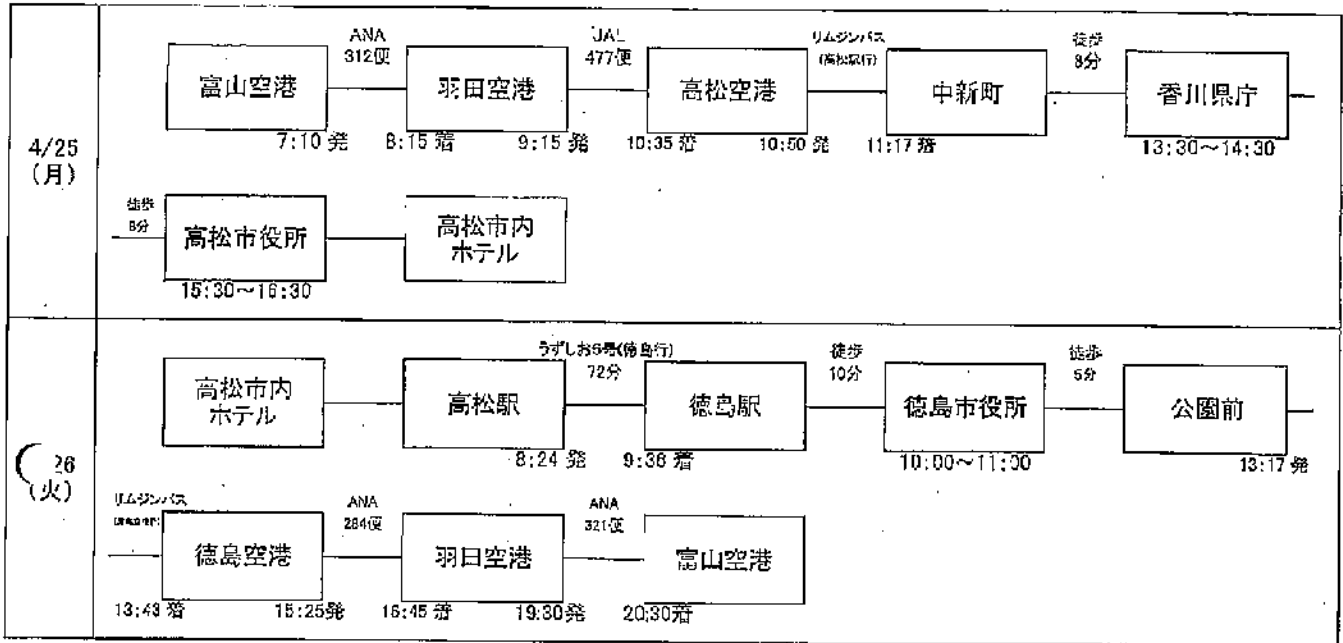 4/25
(月)
ANA
312便
JAL
477便
リムジンバス
(高松駅行)
徒歩
8分
富山空港
羽田空港
高松空港
中新町
香川県庁
7:10 発
8:15 着
9:15 発
10:35 着
10:50 発
11:17 着
13:30～14:30
徒歩
8分
高松市役所
高松市内
ホテル
15:30～16:30
26
(火)
うずしお5号(徳島行)
72分
徒歩
10分
徒歩
5分
高松市内
ホテル
高松駅
徳島駅
徳島市役所
公園前
8:24 発
9:36 着
10:00～11:00
13:17 発
リムジンバス
ANA
284便
ANA
321便
徳島空港
羽田空港
富山空港
13:43 着
15:25発
16:45 着
19:30発
20:30着